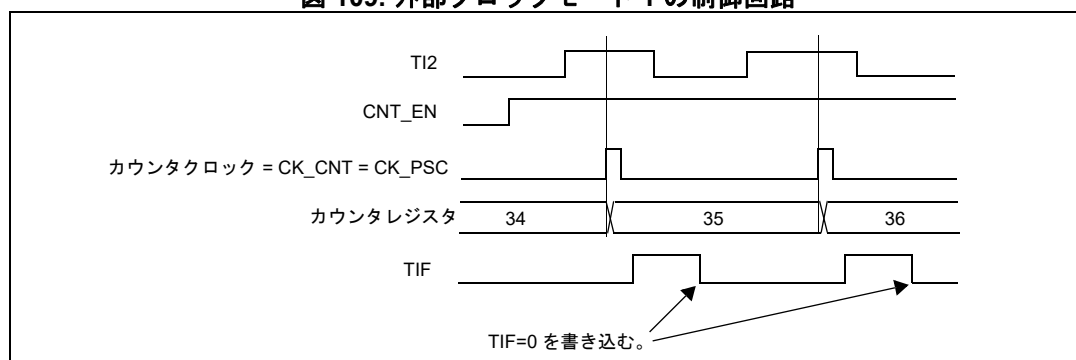 図 109. 外部クロックモード 1 の制御回路
TI2
CNT_EN
カウンタクロック = CK_CNT = CK_PSC
カウンタレジスタ 34 35 36
TIF
TIF=0 を書き込む。